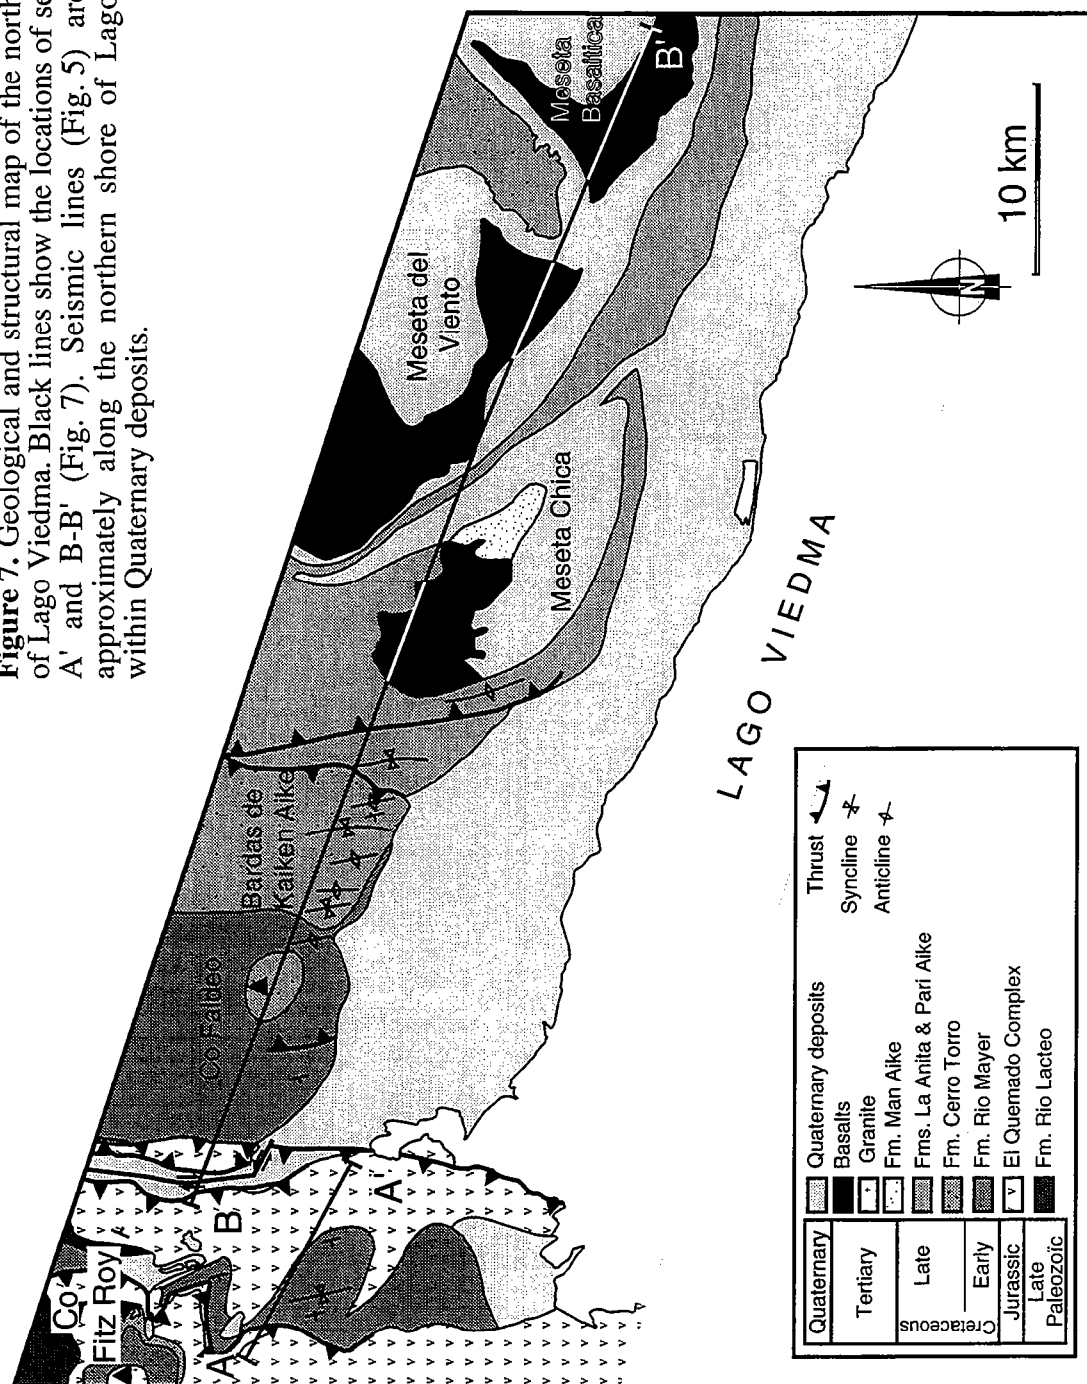 Figure 7. Geological and structural map of the north
of Lago Viedma. Black lines show the locations of se
A' and B-B' (Fig. 7). Seismic lines (Fig. 5) are
approximately along the northern shore of Lago
within Quaternary deposits.
Co
Fitz Roy
A
B
A'
Co Faldeo
Bardas de
Kaiken Aike
Meseta Chica
Meseta del
Viento
Meseta
Basaltica
B'
LAGO VIEDMA
N
10 km
Quaternary
Quaternary deposits
Tertiary
Basalts
Granite
Fm. Man Aike
Cretaceous
Late
Fms. La Anita & Pari Aike
Fm. Cerro Torro
Early
Fm. Rio Mayer
Jurassic
El Quemado Complex
Late
Paleozoïc
Fm. Rio Lacteo
Thrust
Syncline
Anticline